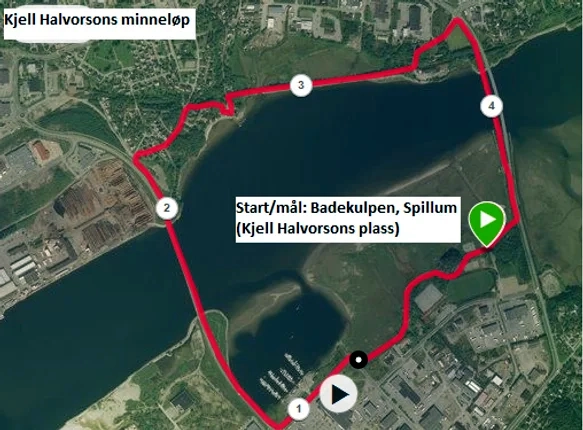 Kjell Halvorsons minneløp
3
4
2
Start/mål: Badekulpen, Spillum
(Kjell Halvorsons plass)
1